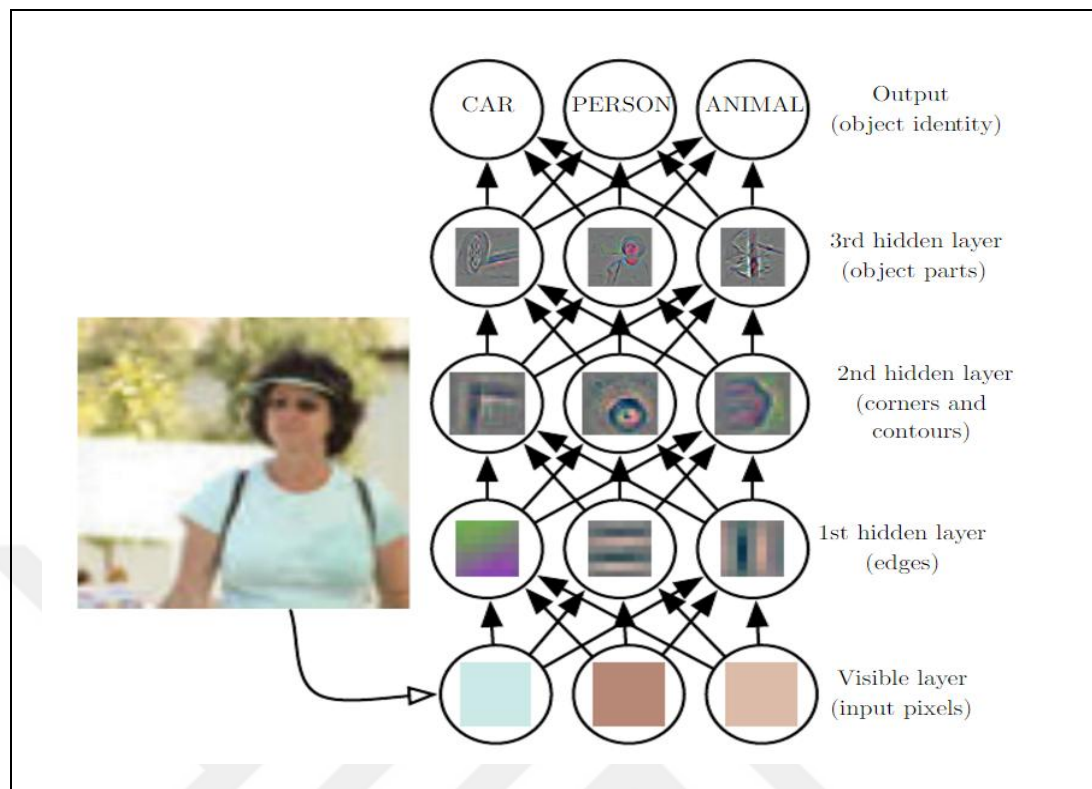 CAR PERSON ANIMAL
Output
(object identity)
3rd hidden layer
(object parts)
2nd hidden layer
(corners and
contours)
1st hidden layer
(edges)
Visible layer
(input pixels)